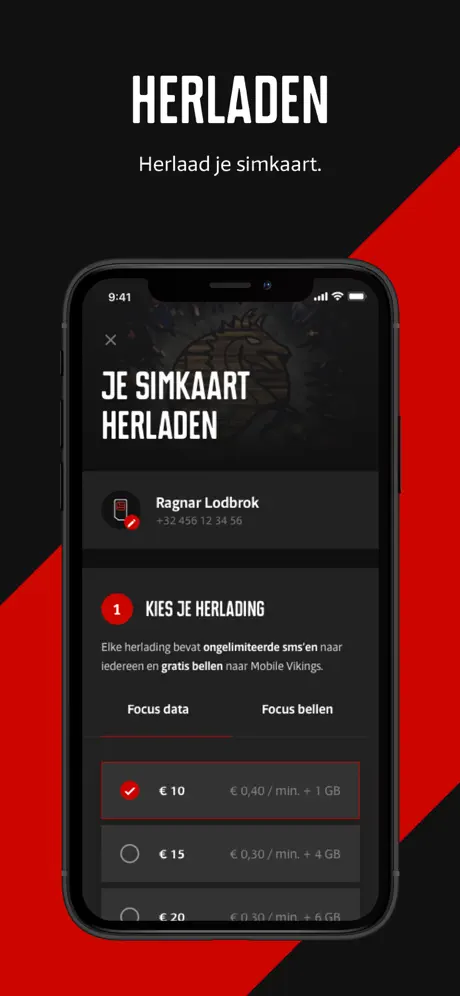 HERLADEN
Herlaad je simkaart.
9:41
JE SIMKAART
HERLADEN
Ragnar Lodbrok
+32 456 12 34 56
1 KIES JE HERLADING
Elke herlading bevat ongelimiteerde sms'en naar
iedereen en gratis bellen naar Mobile Vikings.
Focus data Focus bellen
€ 10 € 0,40 / min. + 1 GB
€ 15 € 0,30 / min. + 4 GB
€ 20 € 0,30 / min. + 6 GB